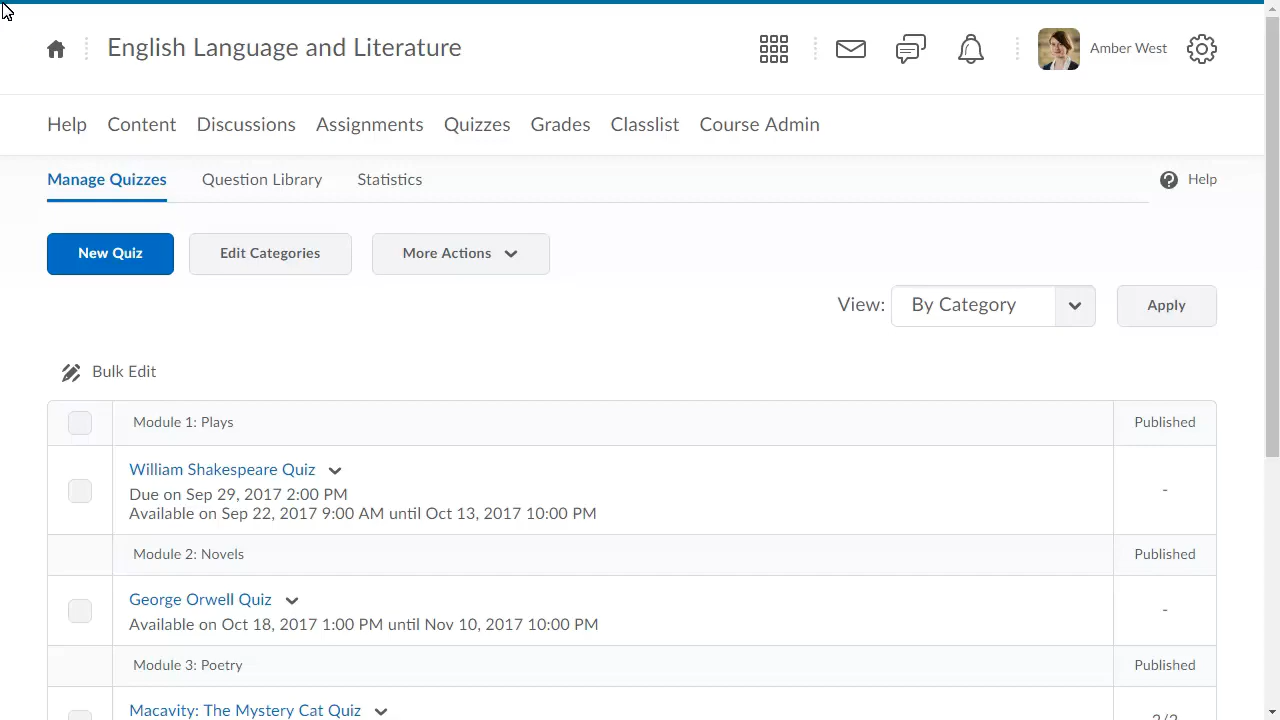 English Language and Literature
Amber West
Help Content Discussions Assignments Quizzes Grades Classlist Course Admin
Manage Quizzes Question Library Statistics Help
New Quiz Edit Categories More Actions
View: By Category Apply
Bulk Edit
Module 1: Plays Published
William Shakespeare Quiz -
Due on Sep 29, 2017 2:00 PM
Available on Sep 22, 2017 9:00 AM until Oct 13, 2017 10:00 PM
Module 2: Novels Published
George Orwell Quiz -
Available on Oct 18, 2017 1:00 PM until Nov 10, 2017 10:00 PM
Module 3: Poetry Published
Macavity: The Mystery Cat Quiz